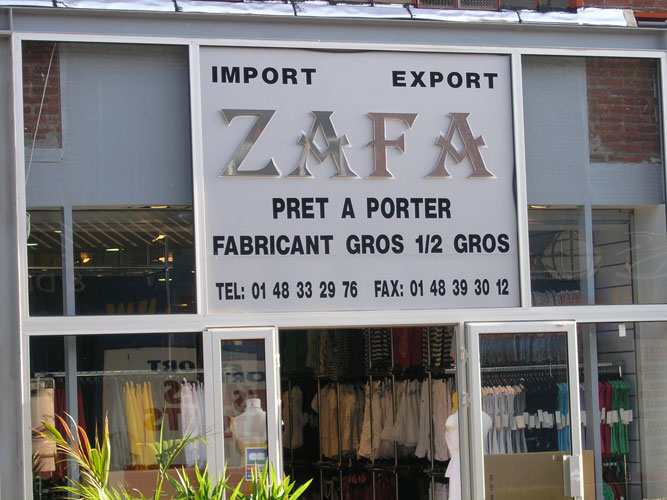 IMPORT EXPORT
ZAFA
PRET A PORTER
FABRICANT GROS 1/2 GROS
TEL: 01 48 33 29 76 FAX: 01 48 39 30 12